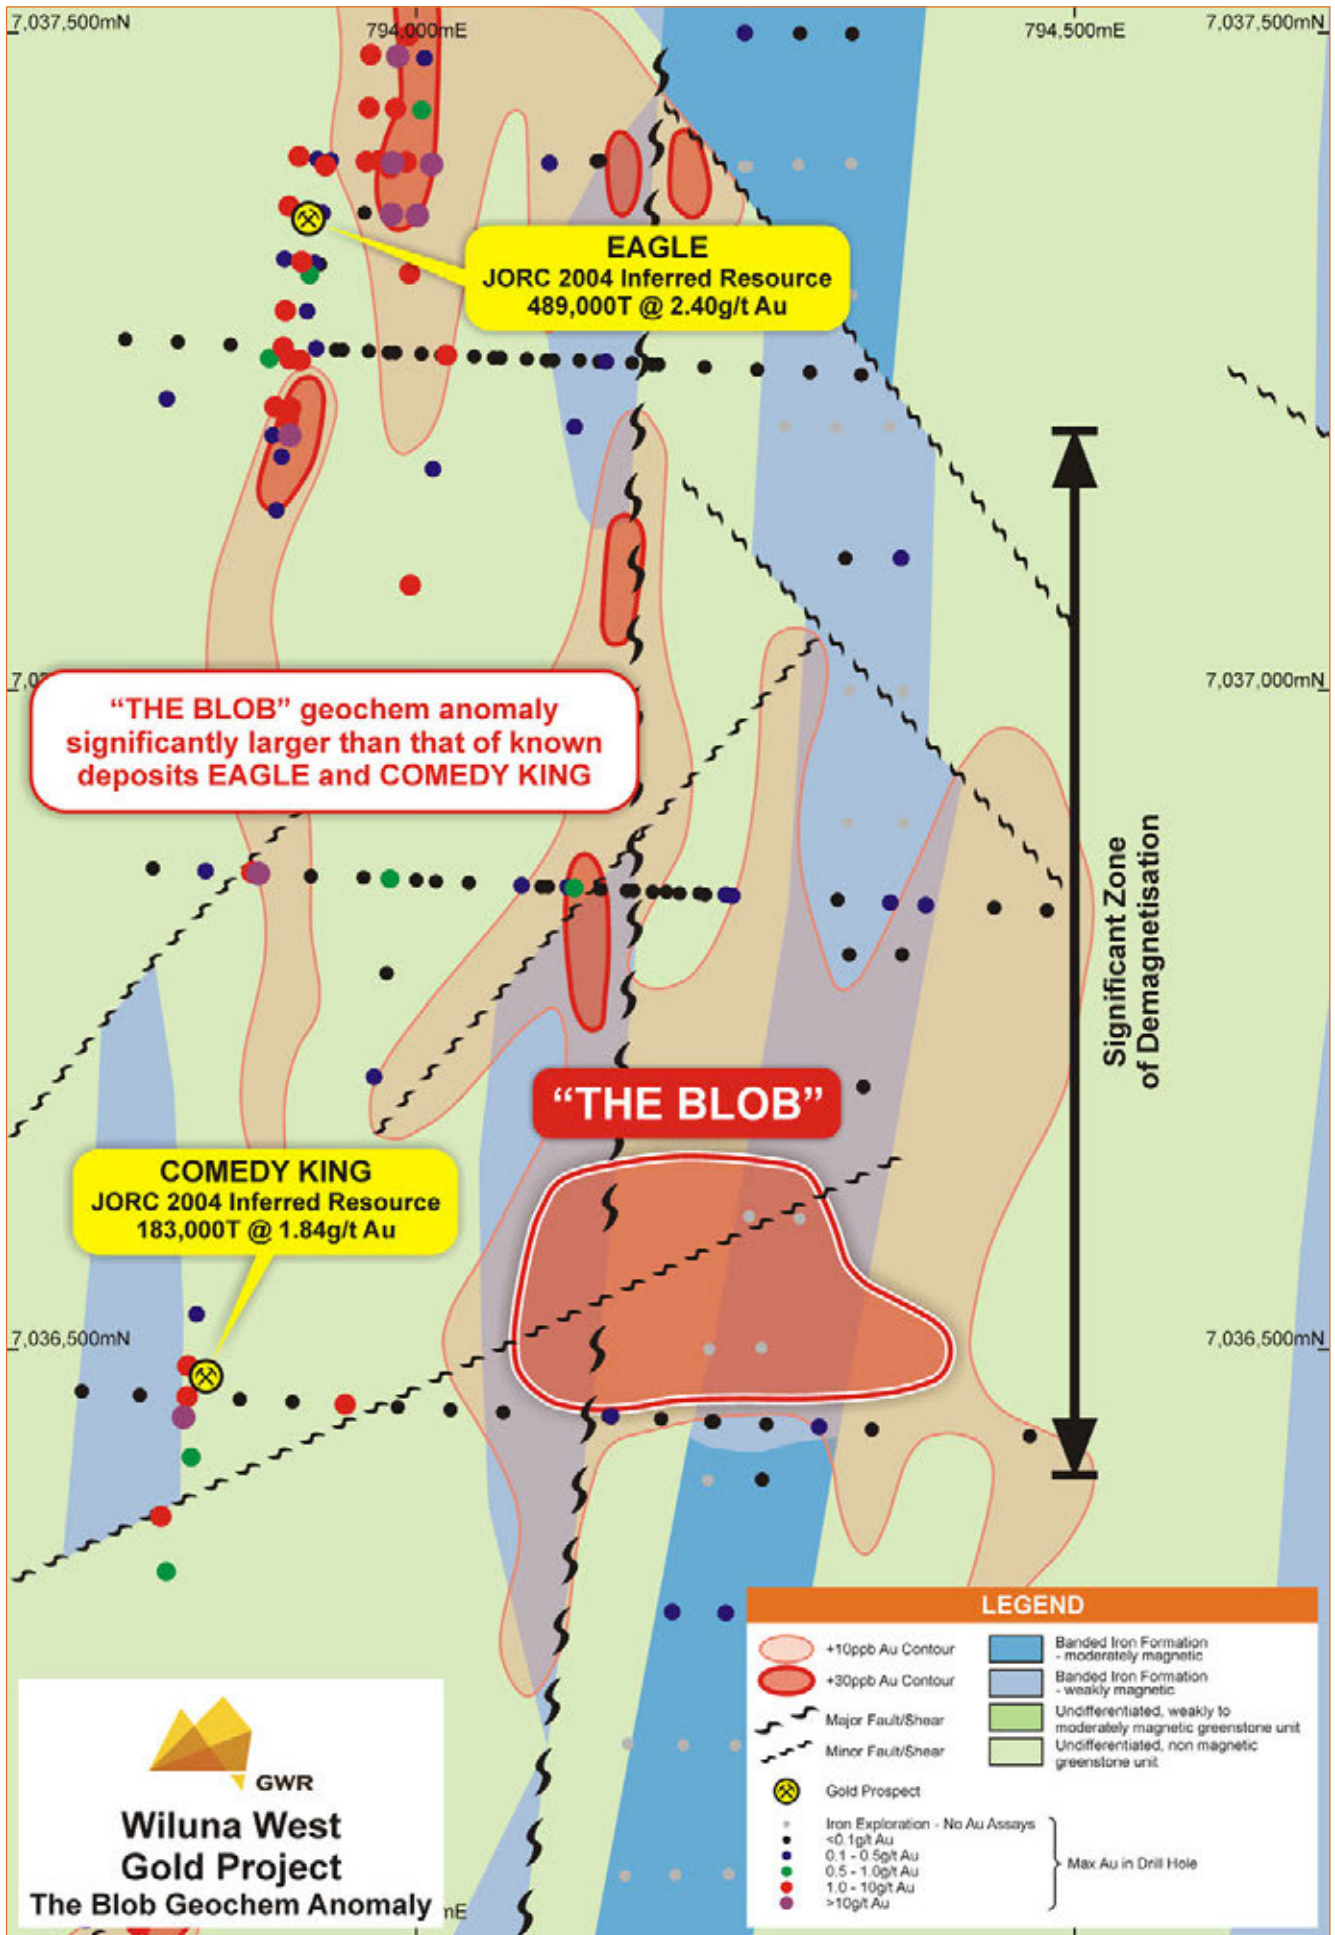 7,037,500mN
794,000mE
794,500mE
7,037,500mN
EAGLE
JORC 2004 Inferred Resource
489,000T @ 2.40g/t Au
7,0
7,037,000mN
“THE BLOB” geochem anomaly
significantly larger than that of known
deposits EAGLE and COMEDY KING
Significant Zone
of Demagnetisation
“THE BLOB”
COMEDY KING
JORC 2004 Inferred Resource
183,000T @ 1.84g/t Au
7,036,500mN
7,036,500mN
LEGEND
+10ppb Au Contour
+30ppb Au Contour
Major Fault/Shear
Minor Fault/Shear
Gold Prospect
Banded Iron Formation
- moderately magnetic
Banded Iron Formation
- weakly magnetic
Undifferentiated, weakly to
moderately magnetic greenstone unit
Undifferentiated, non magnetic
greenstone unit
Iron Exploration - No Au Assays
<0.1g/t Au
0.1 - 0.5g/t Au
0.5 - 1.0g/t Au
1.0 - 10g/t Au
>10g/t Au
Max Au in Drill Hole
GWR
Wiluna West
Gold Project
The Blob Geochem Anomaly
mE